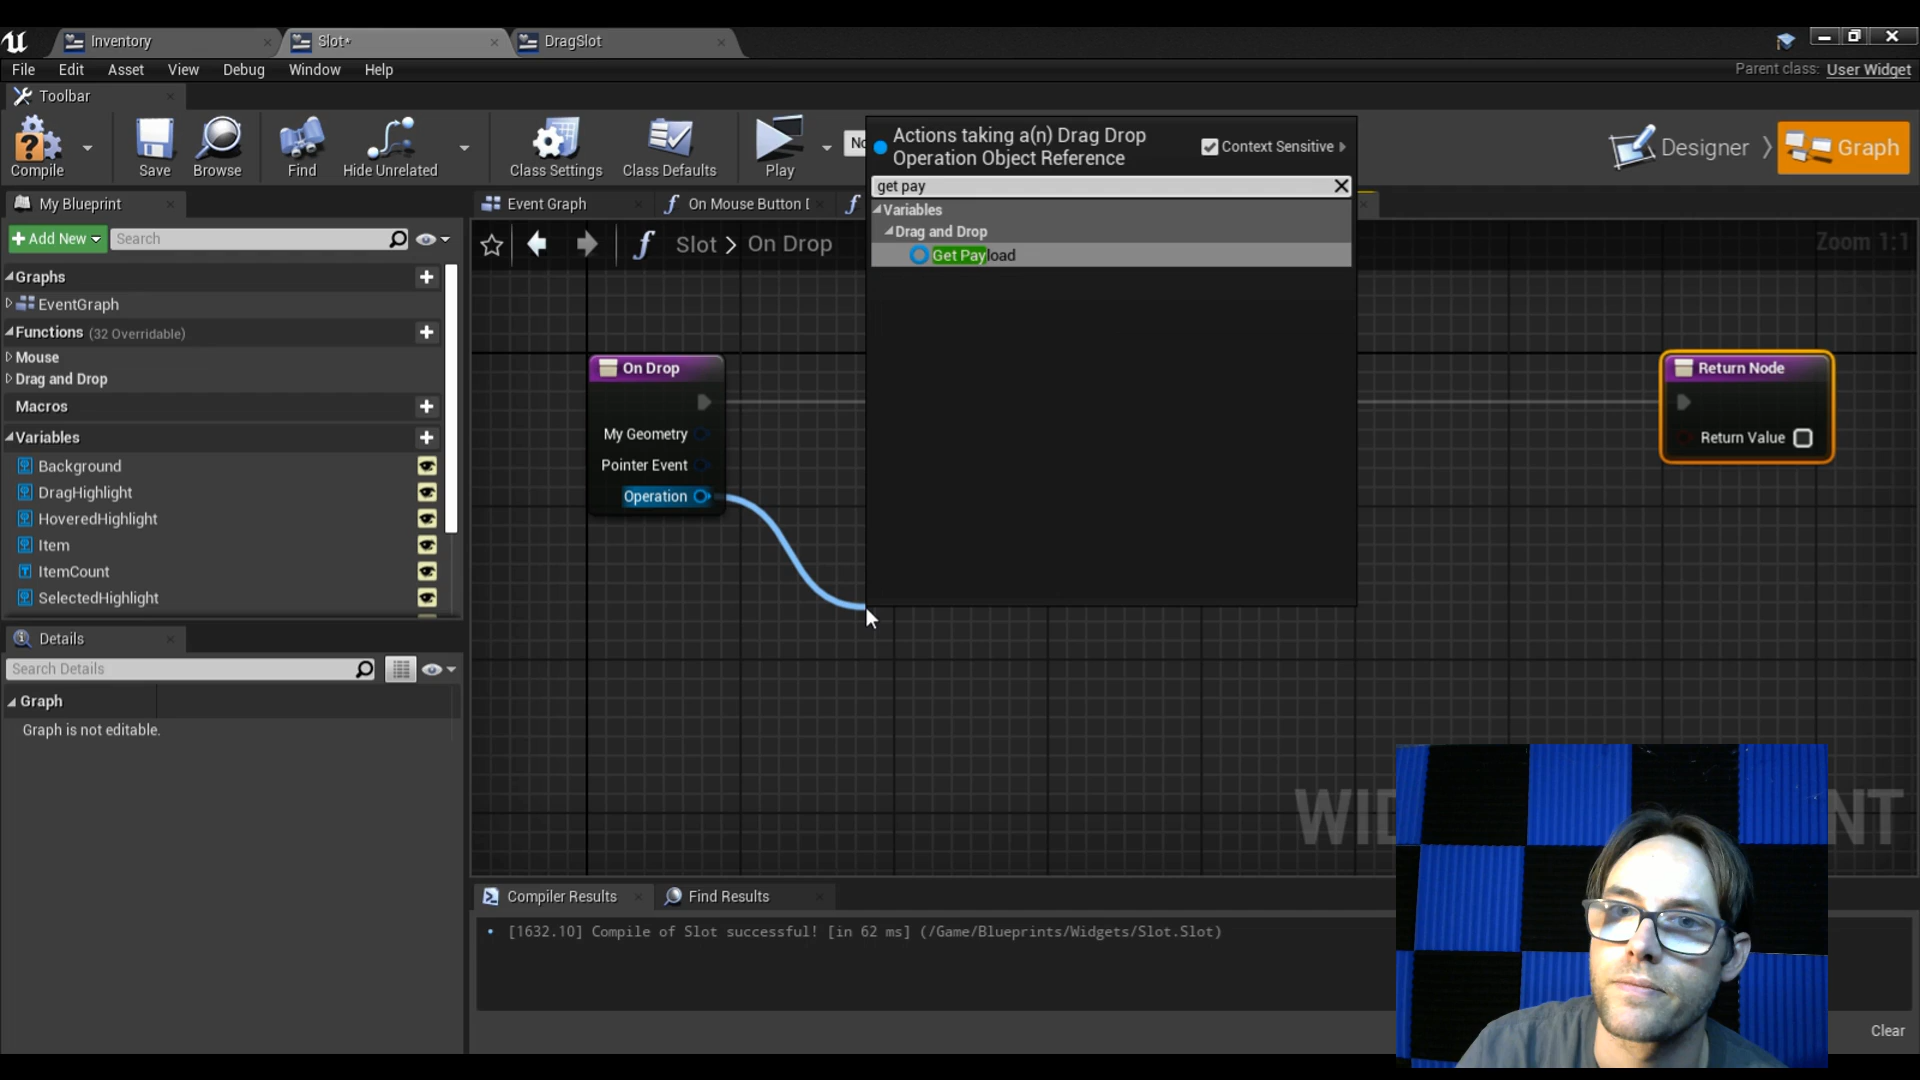 Inventory
Slot*
DragSlot
File Edit Asset View Debug Window Help
Parent class: User Widget
Toolbar
Compile
Save
Browse
Find
Hide Unrelated
Class Settings
Class Defaults
Play
No
Designer
Graph
Actions taking a(n) Drag Drop
Operation Object Reference
Context Sensitive
get pay
Variables
Drag and Drop
Get Payload
My Blueprint
+ Add New
Search
Graphs
EventGraph
Functions (32 Overridable)
Mouse
Drag and Drop
Macros
Variables
Background
DragHighlight
HoveredHighlight
Item
ItemCount
SelectedHighlight
Event Graph
On Mouse Button D
Slot > On Drop
Zoom 1:1
On Drop
My Geometry
Pointer Event
Operation
Return Node
Return Value
Details
Search Details
Graph
Graph is not editable.
Compiler Results
Find Results
[1632.10] Compile of Slot successful! [in 62 ms] (/Game/Blueprints/Widgets/Slot.Slot)
Clear